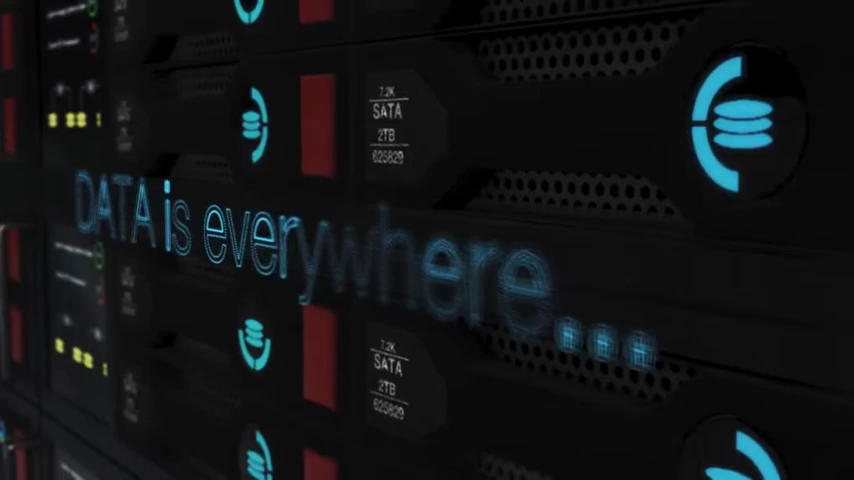 7.2K
SATA
2TB
625829
DATA is everywhere...
7.2K
SATA
2TB
625829